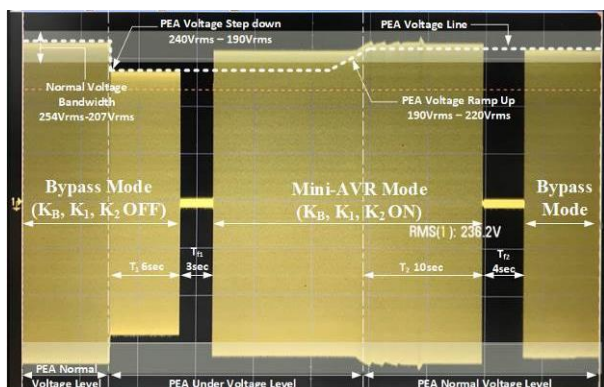 PEA Voltage Step down
240Vrms – 190Vrms
PEA Voltage Line
Normal Voltage
Bandwidth
254Vrms-207Vrms
PEA Voltage Ramp Up
190Vrms – 220Vrms
Bypass Mode
(KB, K1, K2 OFF)
Mini-AVR Mode
(KB, K1, K2 ON)
Bypass
Mode
RMS(1): 236.2V
T1 6sec
Tf1
3sec
T2 10sec
Tf2
4sec
PEA Normal
Voltage Level
PEA Under Voltage Level
PEA Normal Voltage Level